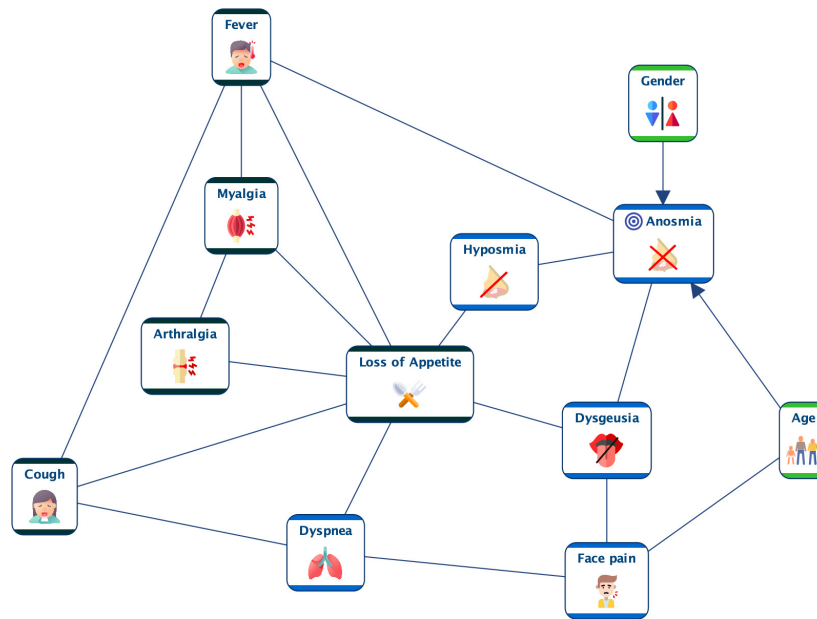 Fever
Gender
Myalgia
Anosmia
Hyposmia
Arthralgia
Loss of Appetite
Dysgeusia
Age
Cough
Dyspnea
Face pain